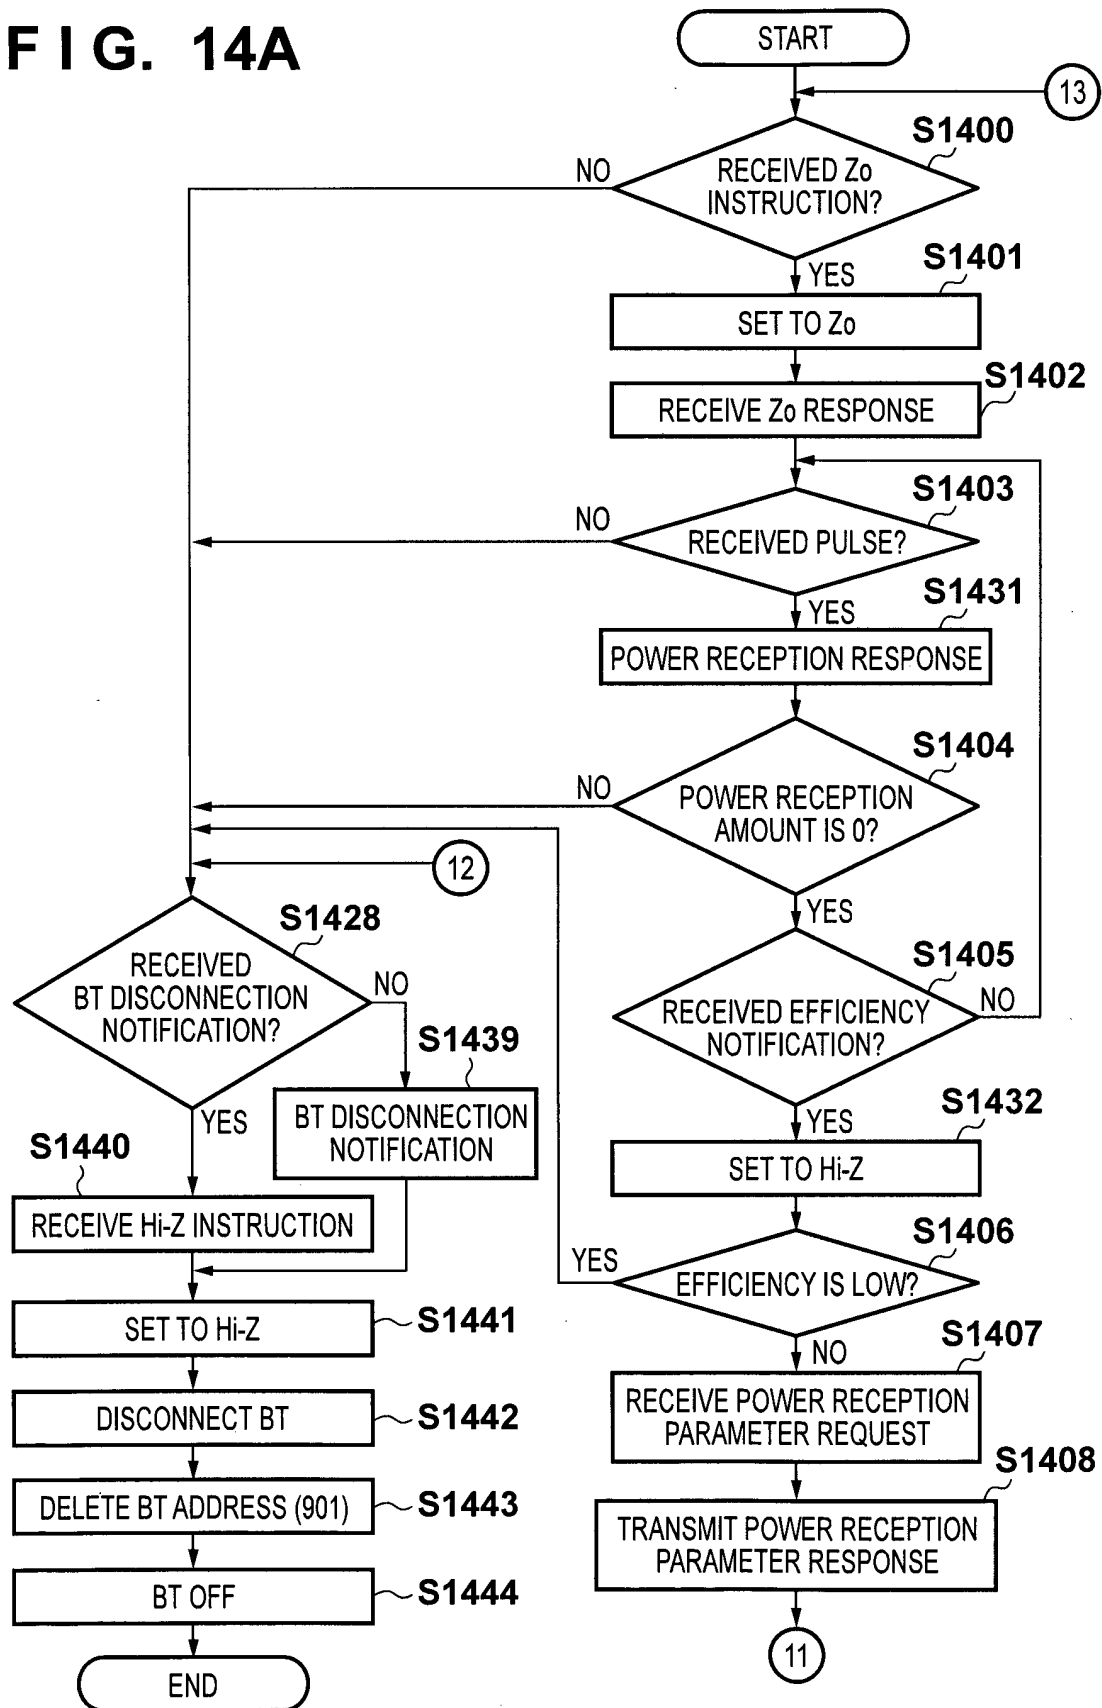 FIG. 14A
START
13
S1400
NO
RECEIVED Zo
INSTRUCTION?
YES
S1401
SET TO Zo
S1402
RECEIVE Zo RESPONSE
S1403
NO
RECEIVED PULSE?
YES
S1431
POWER RECEPTION RESPONSE
S1404
NO
POWER RECEPTION
AMOUNT IS 0?
12
YES
S1428
RECEIVED
BT DISCONNECTION
NOTIFICATION?
NO
S1405
RECEIVED EFFICIENCY
NOTIFICATION?
NO
S1439
BT DISCONNECTION
NOTIFICATION
YES
S1440
RECEIVE Hi-Z INSTRUCTION
YES
S1432
SET TO Hi-Z
S1406
YES
EFFICIENCY IS LOW?
SET TO Hi-Z
S1441
NO
S1407
RECEIVE POWER RECEPTION
PARAMETER REQUEST
DISCONNECT BT
S1442
S1408
TRANSMIT POWER RECEPTION
PARAMETER RESPONSE
DELETE BT ADDRESS (901)
S1443
BT OFF
S1444
11
END